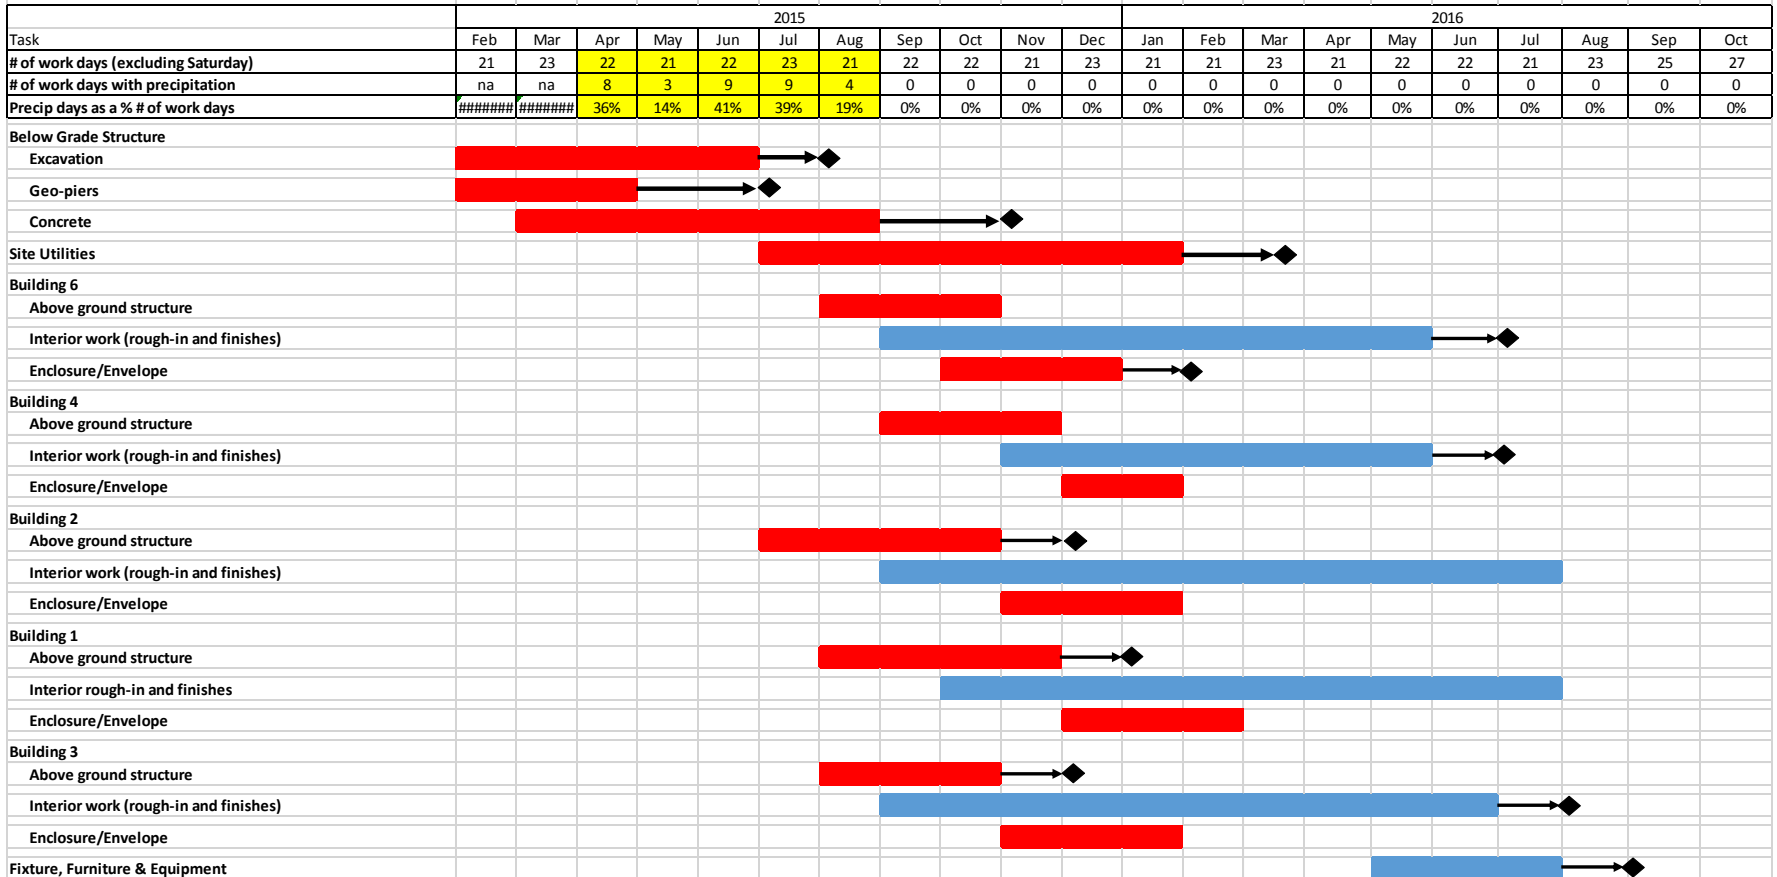 2015 2016
Task Feb Mar Apr May Jun Jul Aug Sep Oct Nov Dec Jan Feb Mar Apr May Jun Jul Aug Sep Oct
# of work days (excluding Saturday) 21 23 22 21 22 23 21 22 22 21 23 21 21 23 21 22 22 21 23 25 27
# of work days with precipitation na na 8 3 9 9 4 0 0 0 0 0 0 0 0 0 0 0 0 0 0
Precip days as a % # of work days ####### ####### 36% 14% 41% 39% 19% 0% 0% 0% 0% 0% 0% 0% 0% 0% 0% 0% 0% 0% 0%
Below Grade Structure
Excavation
Geo-piers
Concrete
Site Utilities
Building 6
Above ground structure
Interior work (rough-in and finishes)
Enclosure/Envelope
Building 4
Above ground structure
Interior work (rough-in and finishes)
Enclosure/Envelope
Building 2
Above ground structure
Interior work (rough-in and finishes)
Enclosure/Envelope
Building 1
Above ground structure
Interior rough-in and finishes
Enclosure/Envelope
Building 3
Above ground structure
Interior work (rough-in and finishes)
Enclosure/Envelope
Fixture, Furniture & Equipment